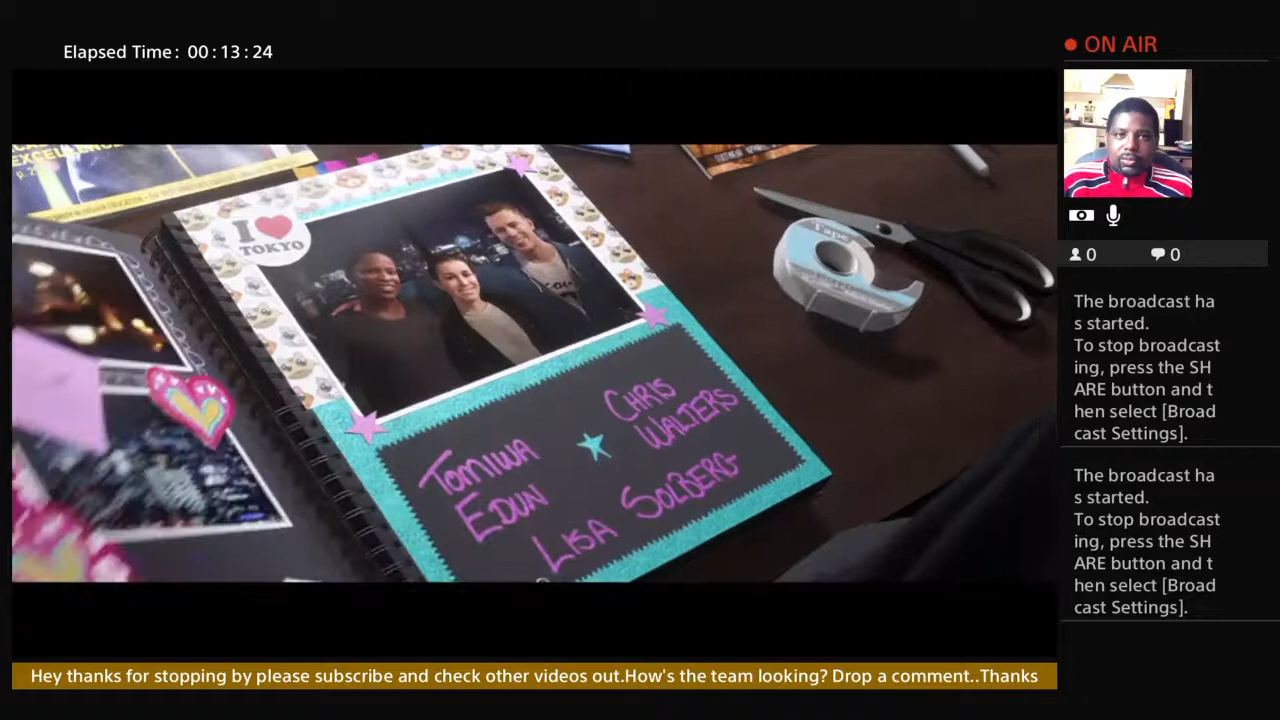 Elapsed Time: 00:13:24
ON AIR
EXCELLENCE
I
TOKYO
Tape
TOMIWA
EDUN
CHRIS
WALTERS
LISA SOLBERG
0
0
The broadcast ha
s started.
To stop broadcast
ing, press the SH
ARE button and t
hen select [Broad
cast Settings].
The broadcast ha
s started.
To stop broadcast
ing, press the SH
ARE button and t
hen select [Broad
cast Settings].
Hey thanks for stopping by please subscribe and check other videos out.How's the team looking? Drop a comment..Thanks